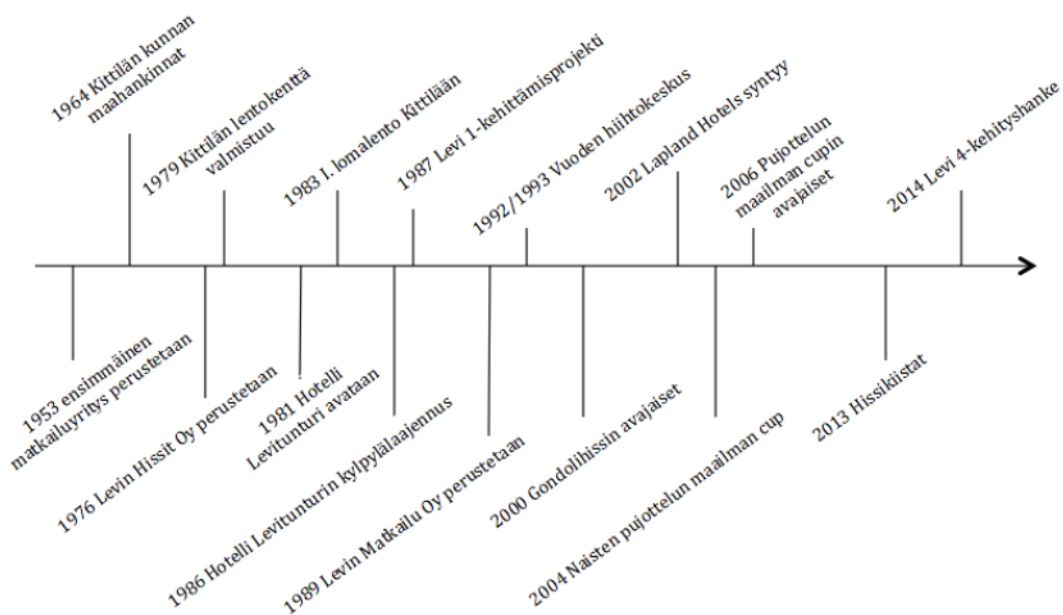 1964 Kittilän kunnan
maahankinnat
1979 Kittilän lentokenttä
valmistuu
1983 I. lomalento Kittilään
1987 Levi 1-kehittämisprojekti
1992/1993 Vuoden hiihtokeskus
2002 Lapland Hotels syntyy
2006 Pujottelun
maailman cupin
avajaiset
2014 Levi 4-kehityshanke
1953 ensimmäinen
matkailuyritys perustetaan
1976 Levin Hissit Oy perustetaan
1981 Hotelli
Levitunturi avataan
1986 Hotelli Levitunturin kylpylälaajennus
1989 Levin Matkailu Oy perustetaan
2000 Gondolihissin avajaiset
2004 Naisten pujottelun maailman cup
2013 Hissikiistat